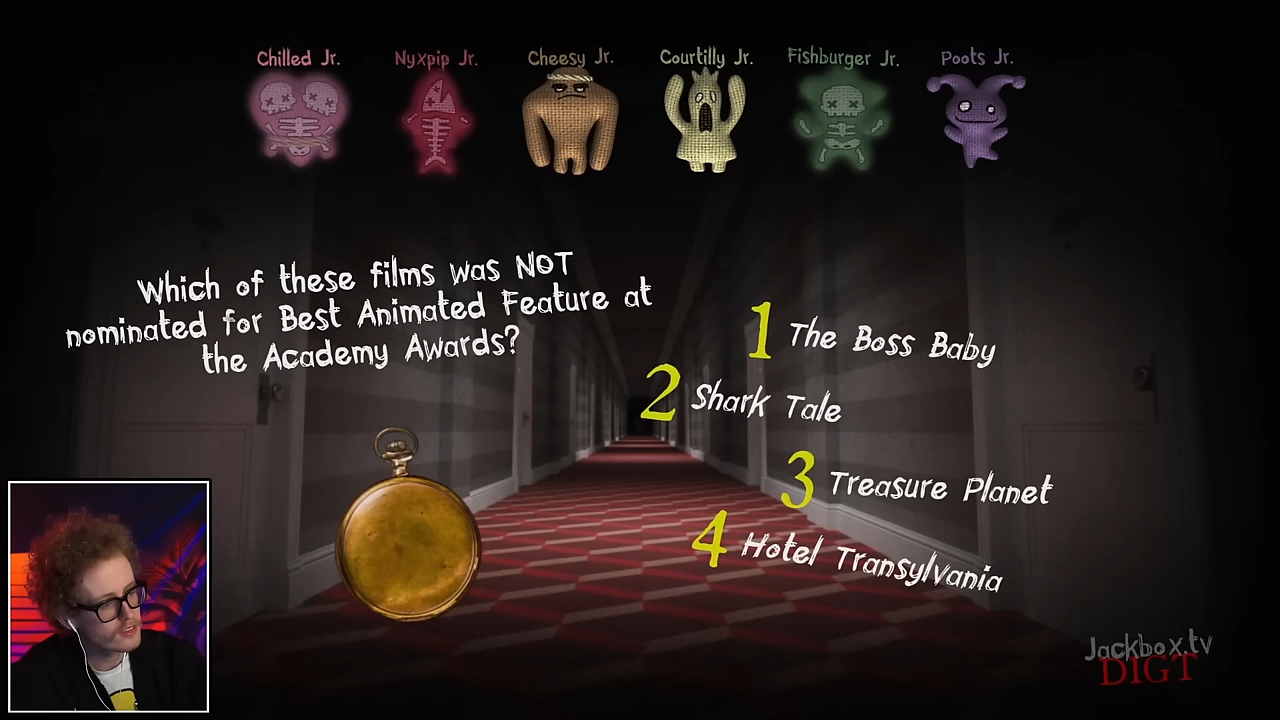 Chilled Jr.
Nyxpip Jr.
Cheesy Jr.
Courtilly Jr.
Fishburger Jr.
Poots Jr.
Which of these films was NOT
nominated for Best Animated Feature at
the Academy Awards?
1 The Boss Baby
2 Shark Tale
3 Treasure Planet
4 Hotel Transylvania
Jackbox.tv
DIGT